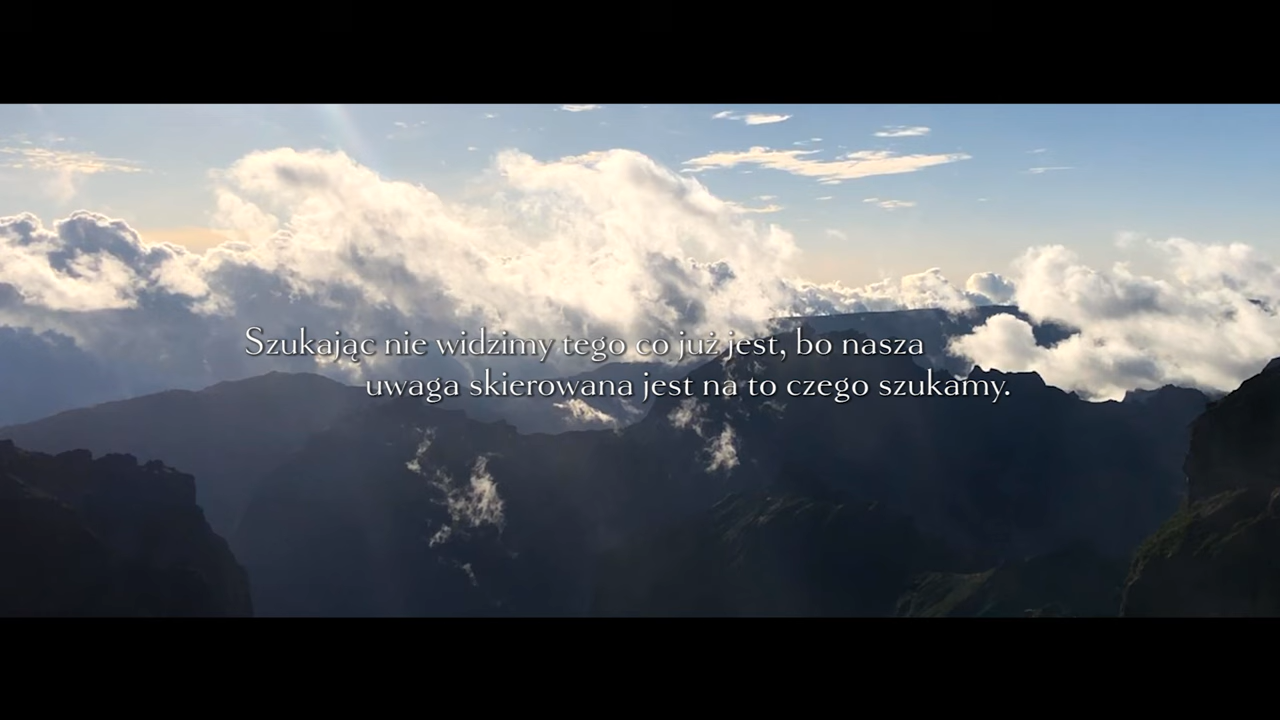 Szukając nie widzimy tego co już jest, bo nasza
uwaga skierowana jest na to czego szukamy.